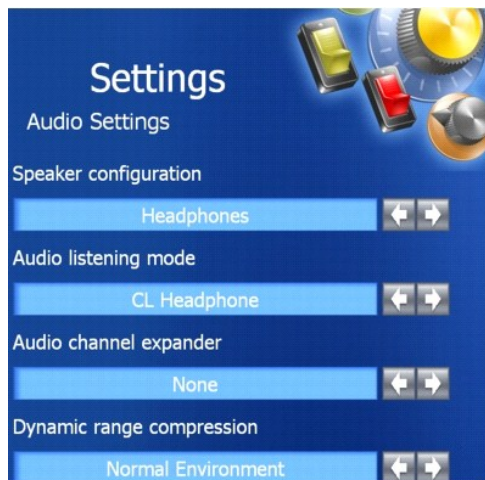 Settings
Audio Settings
Speaker configuration
Headphones
Audio listening mode
CL Headphone
Audio channel expander
None
Dynamic range compression
Normal Environment